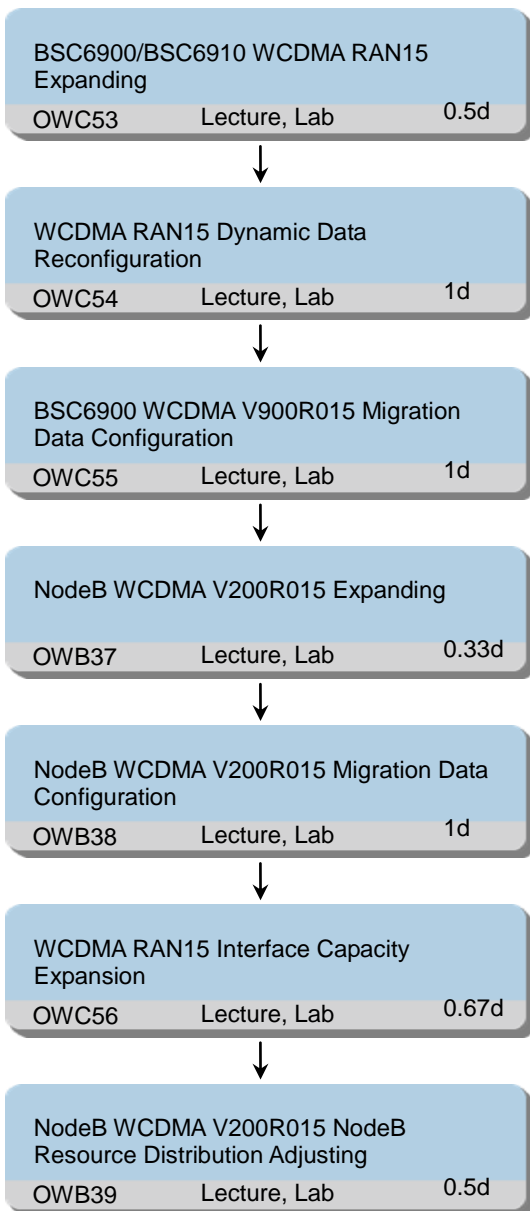 BSC6900/BSC6910 WCDMA RAN15
Expanding
OWC53 Lecture, Lab 0.5d
WCDMA RAN15 Dynamic Data
Reconfiguration
OWC54 Lecture, Lab 1d
BSC6900 WCDMA V900R015 Migration
Data Configuration
OWC55 Lecture, Lab 1d
NodeB WCDMA V200R015 Expanding
OWB37 Lecture, Lab 0.33d
NodeB WCDMA V200R015 Migration Data
Configuration
OWB38 Lecture, Lab 1d
WCDMA RAN15 Interface Capacity
Expansion
OWC56 Lecture, Lab 0.67d
NodeB WCDMA V200R015 NodeB
Resource Distribution Adjusting
OWB39 Lecture, Lab 0.5d